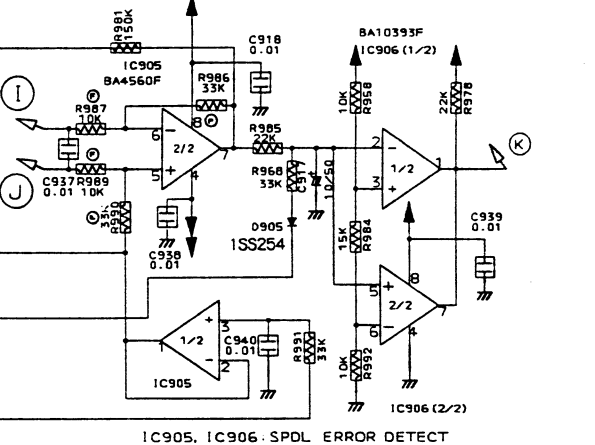 R981
150K
C918
0.01
BA10393F
IC906 (1/2)
IC905
BA4560F
R986
33K
I
F
R987
10K
8
F
R985
22K
10K
R958
22K
R978
K
6
2/2
7
2
1/2
1
F
5
4
3
R968
33K
C917
10/50
J
C937
0.01
R989
10K
F
33K
R990
D905
1SS254
15K
R984
C939
0.01
C938
0.01
8
5
2/2
7
6
4
3
1/2
1
2
C940
0.01
R991
33K
10K
R992
IC905
IC906 (2/2)
IC905, IC906: SPDL ERROR DETECT